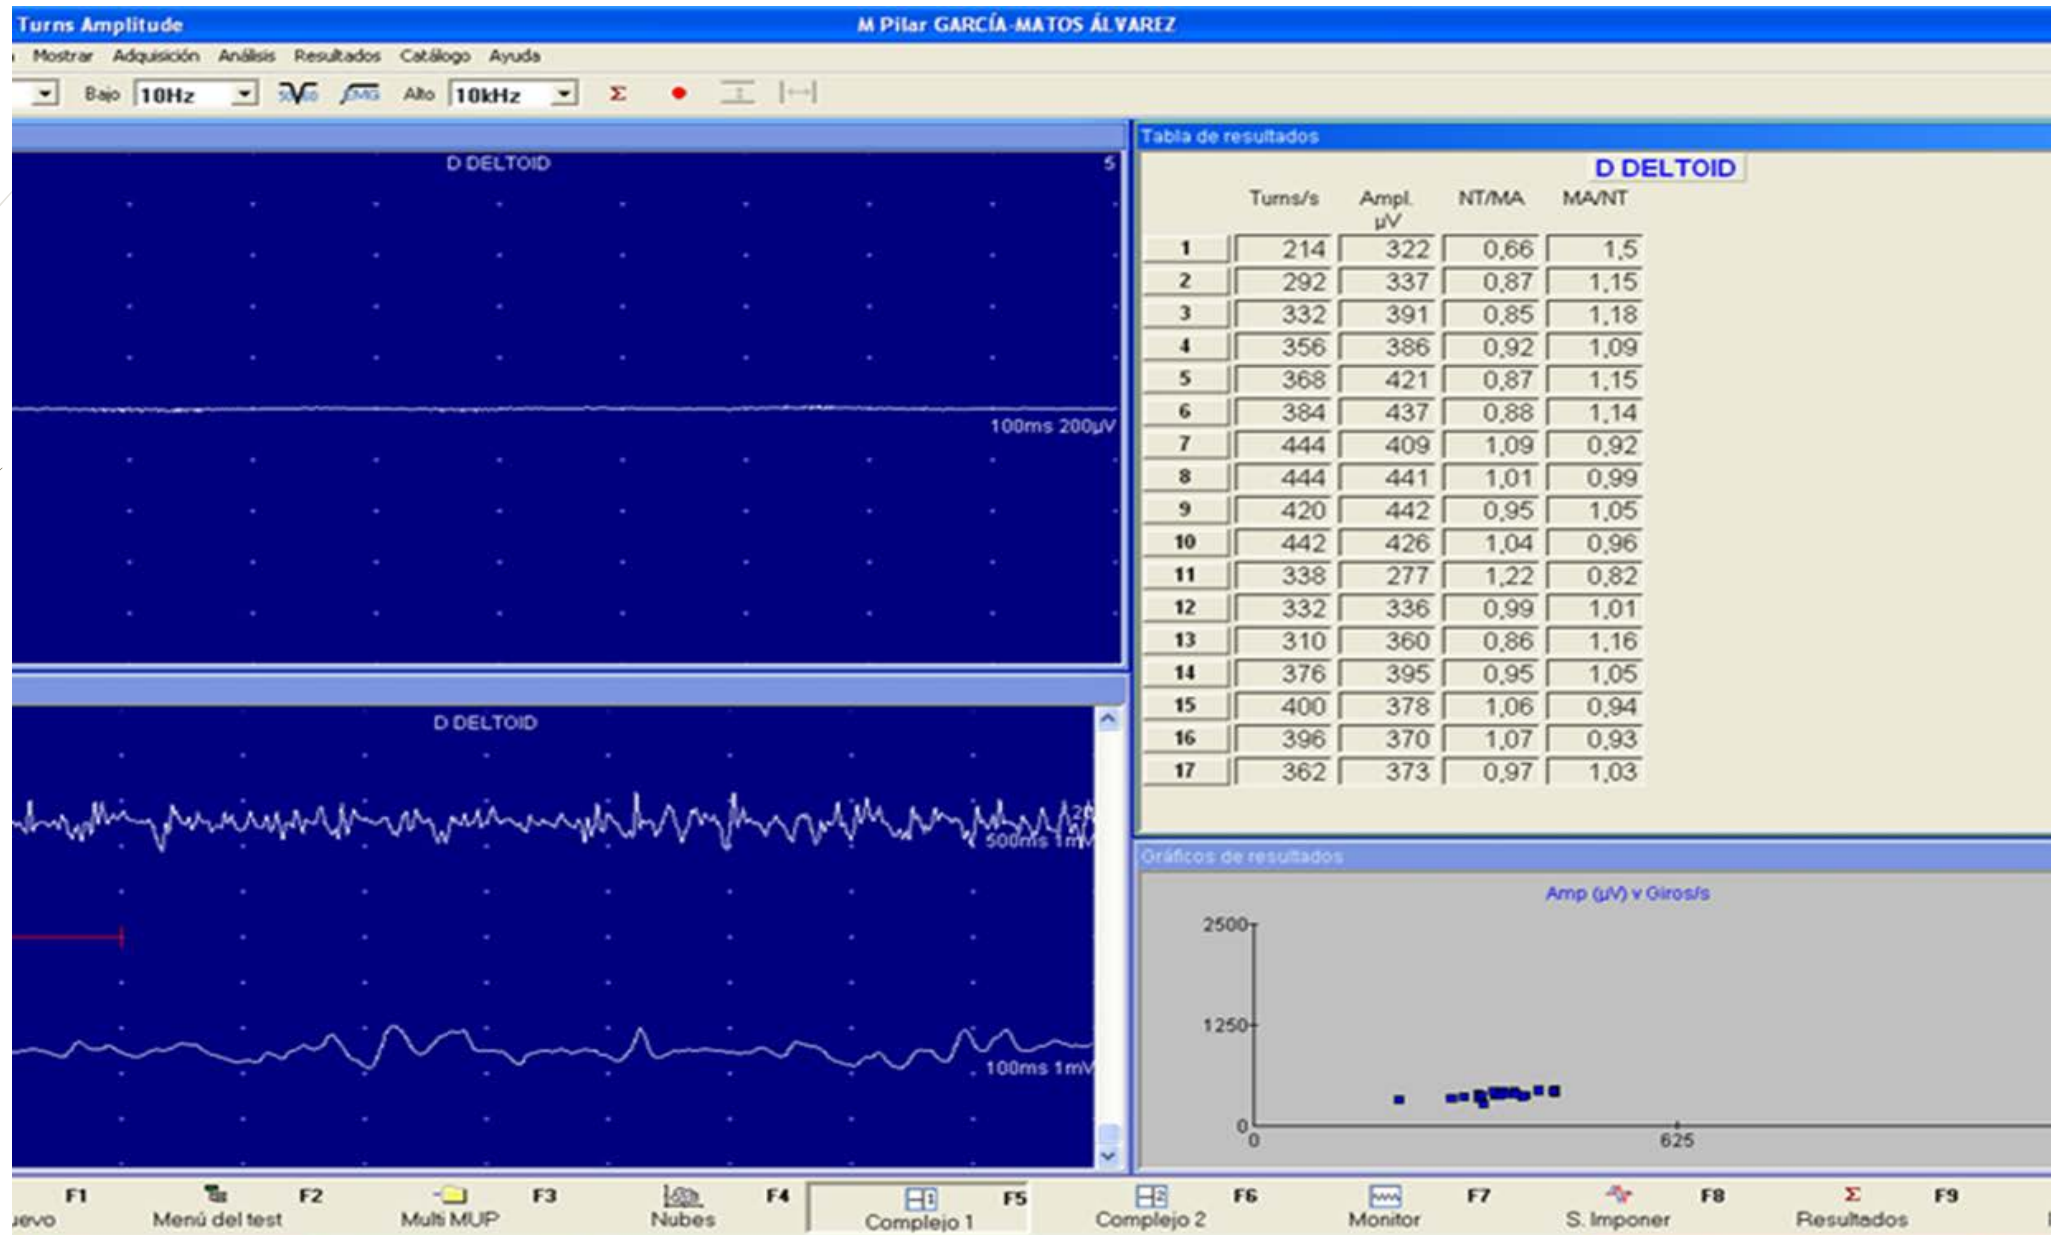 Turns Amplitude M Pilar GARCÍA-MATOS ÁLVAREZ
Mostrar Adquisición Análisis Resultados Catálogo Ayuda
Bajo 10Hz 50/60 EMG Alto 10kHz Σ
D DELTOID 5
100ms 200µV
D DELTOID
500ms 1mV
100ms 1mV
Tabla de resultados
D DELTOID
Turns/s Ampl. NT/MA MA/NT
µV
1 214 322 0,66 1,5
2 292 337 0,87 1,15
3 332 391 0,85 1,18
4 356 386 0,92 1,09
5 368 421 0,87 1,15
6 384 437 0,88 1,14
7 444 409 1,09 0,92
8 444 441 1,01 0,99
9 420 442 0,95 1,05
10 442 426 1,04 0,96
11 338 277 1,22 0,82
12 332 336 0,99 1,01
13 310 360 0,86 1,16
14 376 395 0,95 1,05
15 400 378 1,06 0,94
16 396 370 1,07 0,93
17 362 373 0,97 1,03
Gráficos de resultados
Amp (µV) v Giros/s
2500
1250
0
0 625
F1 F2 F3 F4 1 F5 2 F6 F7 F8 Σ F9
uevo Menú del test Multi MUP Nubes Complejo 1 Complejo 2 Monitor S. Imponer Resultados